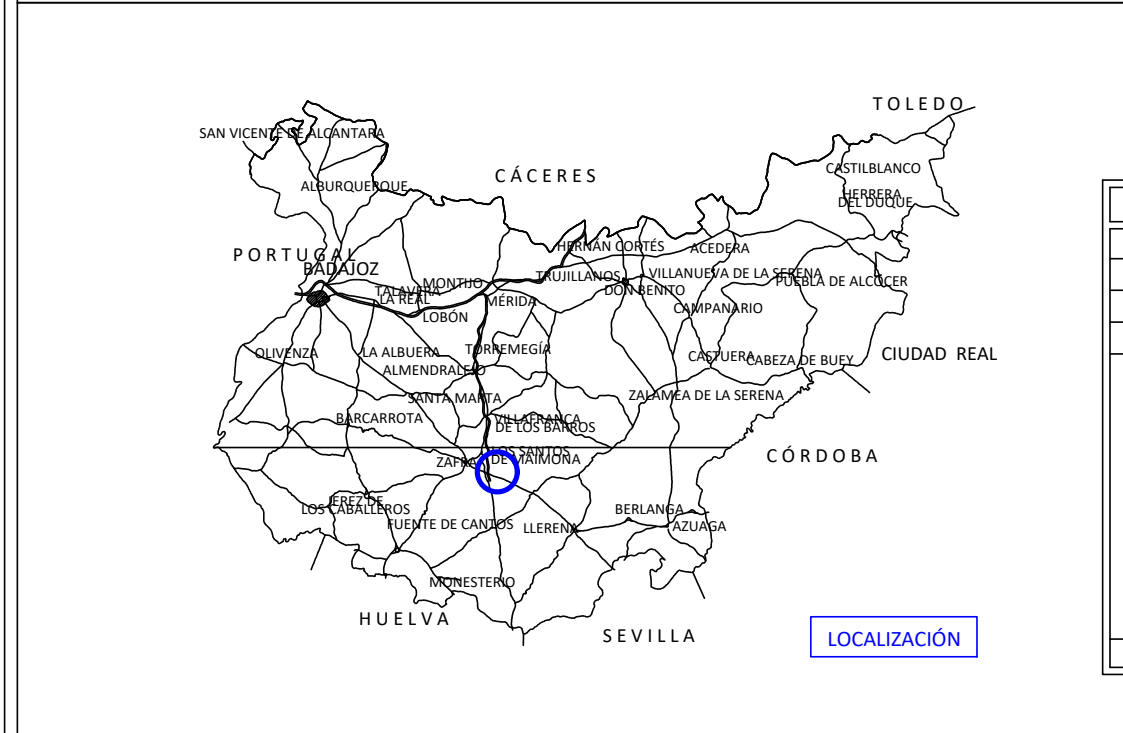 TOLEDO
SAN VICENTE DE ALCANTARA
CASTILBLANCO
CÁCERES
ALBURQUERQUE
HERRERA
DEL DUQUE
HERNÁN CORTÉS
ACEDERA
PORTUGAL
BADAJOZ
TRUJILLANOS
VILLANUEVA DE LA SERENA
PUEBLA DE ALCOCER
MONTIJO
TALAVERA
LA REAL
DON BENITO
MÉRIDA
CAMPANARIO
LOBÓN
OLIVENZA
LA ALBUERA
TORREMEGÍA
CASTUERA
CABEZA DE BUEY
CIUDAD REAL
ALMENDRALEJO
SANTA MARTA
ZALAMEA DE LA SERENA
BARCARROTA
VILLAFRANCA
DE LOS BARROS
LOS SANTOS
DE MAIMONA
ZAFRA
CÓRDOBA
JEREZ DE
LOS CABALLEROS
FUENTE DE CANTOS
LLERENA
BERLANGA
AZUAGA
MONESTERIO
HUELVA
SEVILLA
LOCALIZACIÓN